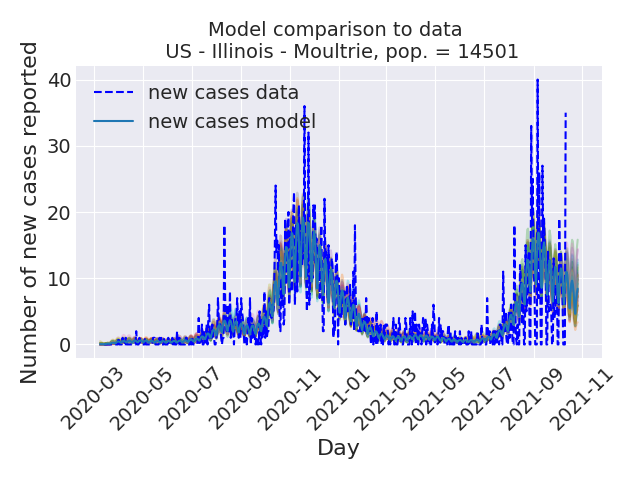 Model comparison to data
US - Illinois - Moultrie, pop. = 14501
Number of new cases reported
40
30
20
10
0
new cases data
new cases model
2020-03
2020-05
2020-07
2020-09
2020-11
2021-01
2021-03
2021-05
2021-07
2021-09
2021-11
Day